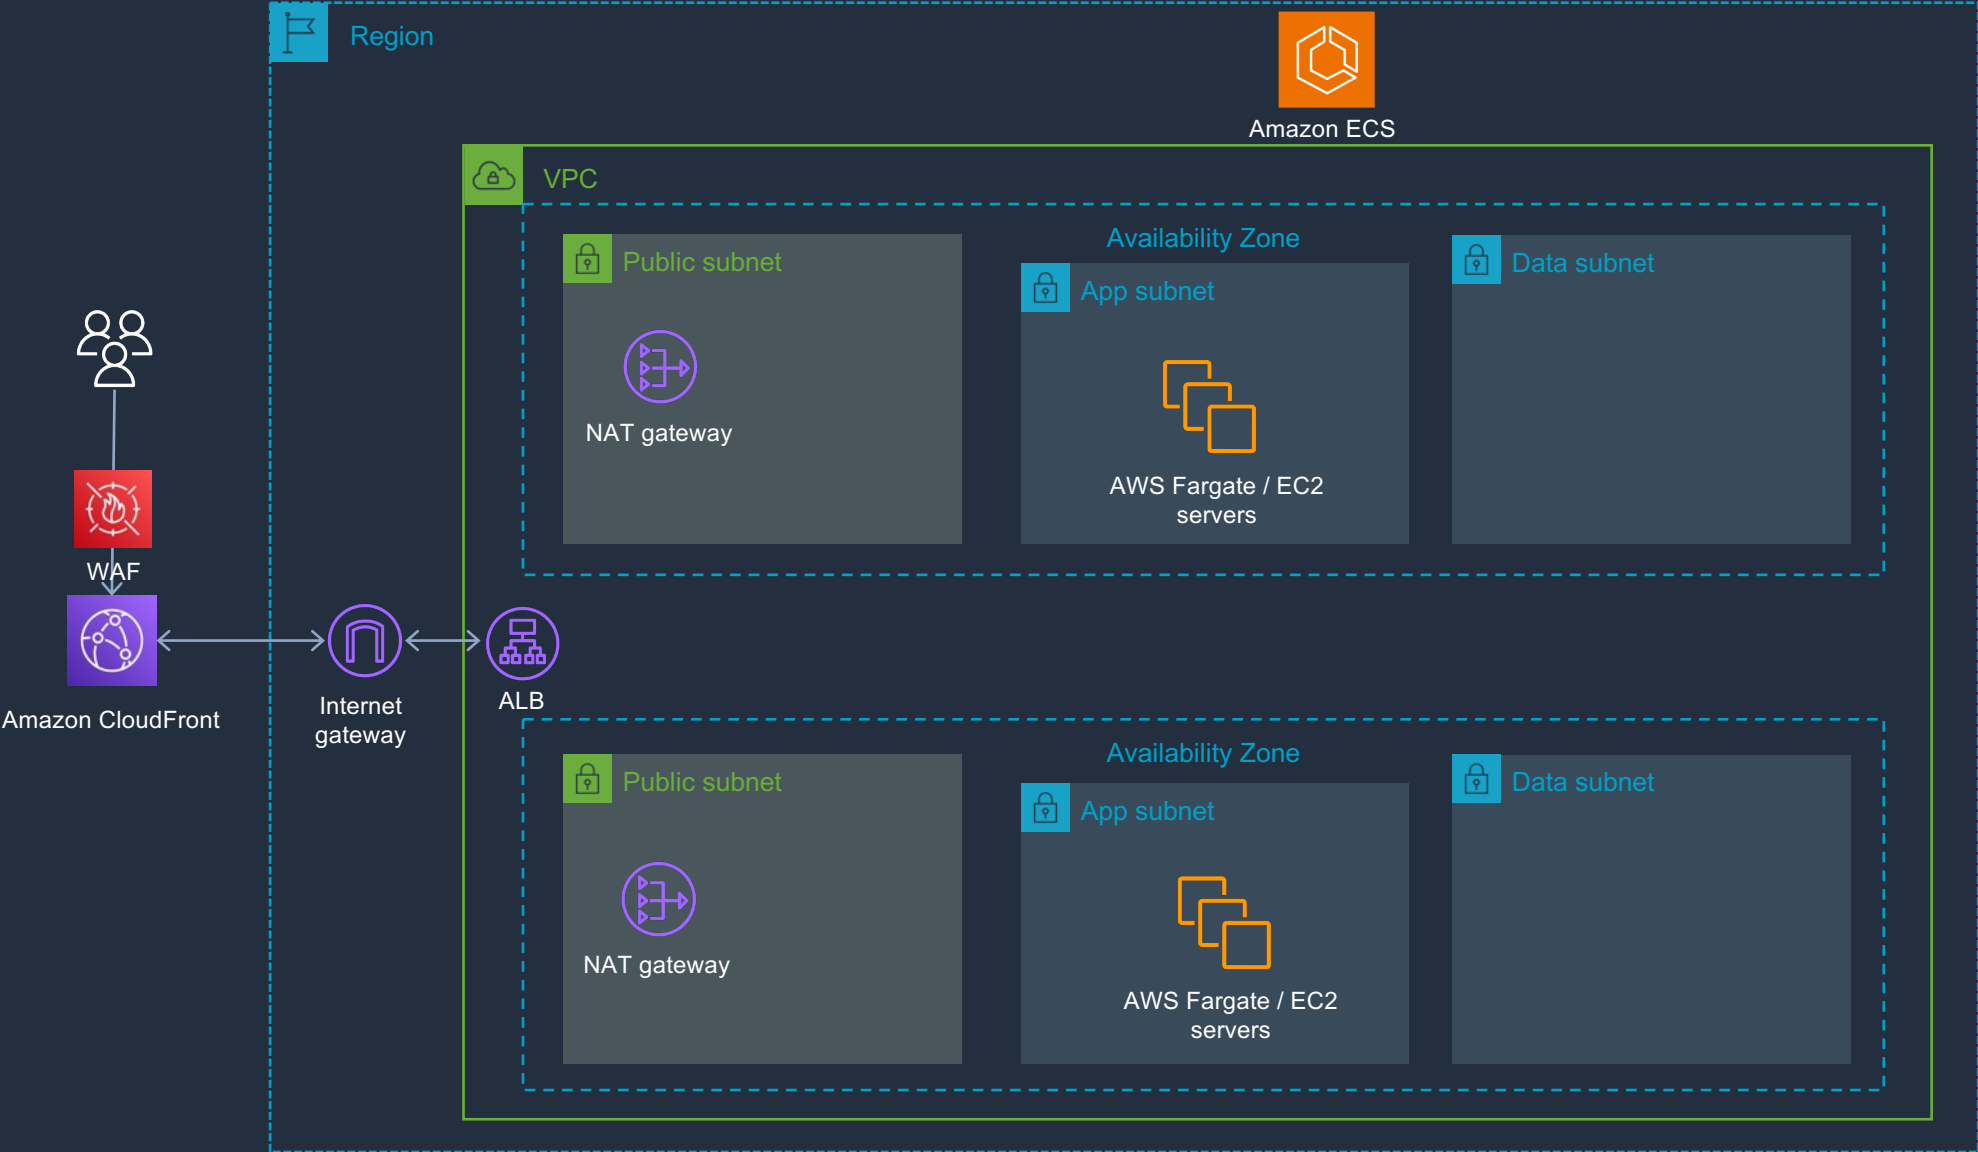 Region
Amazon ECS
VPC
Availability Zone
Public subnet
App subnet
Data subnet
NAT gateway
AWS Fargate / EC2
servers
WAF
Amazon CloudFront
Internet
gateway
ALB
Availability Zone
Public subnet
App subnet
Data subnet
NAT gateway
AWS Fargate / EC2
servers